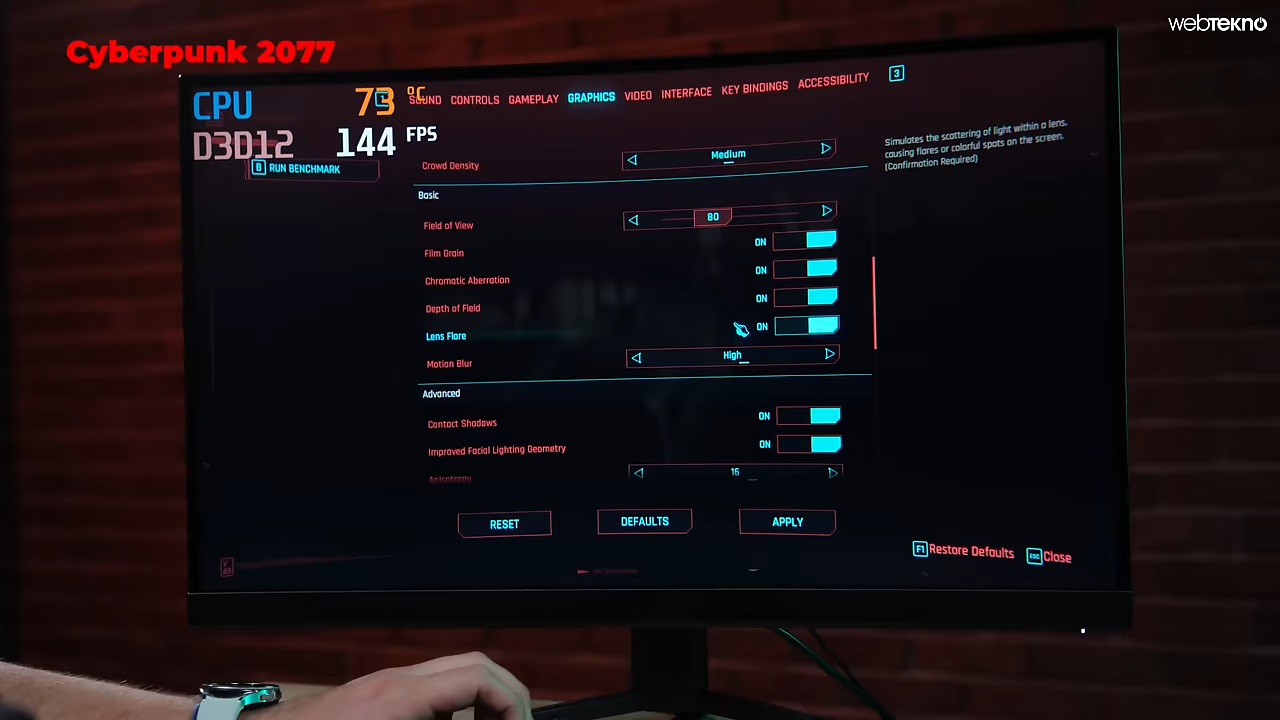 webtekno
Cyberpunk 2077
CPU 73 °C
D3D12 144 FPS
1 SOUND CONTROLS GAMEPLAY GRAPHICS VIDEO INTERFACE KEY BINDINGS ACCESSIBILITY 3
B RUN BENCHMARK
Crowd Density Medium
Simulates the scattering of light within a lens,
causing flares or colorful spots on the screen.
(Confirmation Required)
Basic
Field of View 80
Film Grain ON
Chromatic Aberration ON
Depth of Field ON
Lens Flare ON
Motion Blur High
Advanced
Contact Shadows ON
Improved Facial Lighting Geometry ON
Anisotropy 16
RESET DEFAULTS APPLY
F1 Restore Defaults ESC Close
V
85